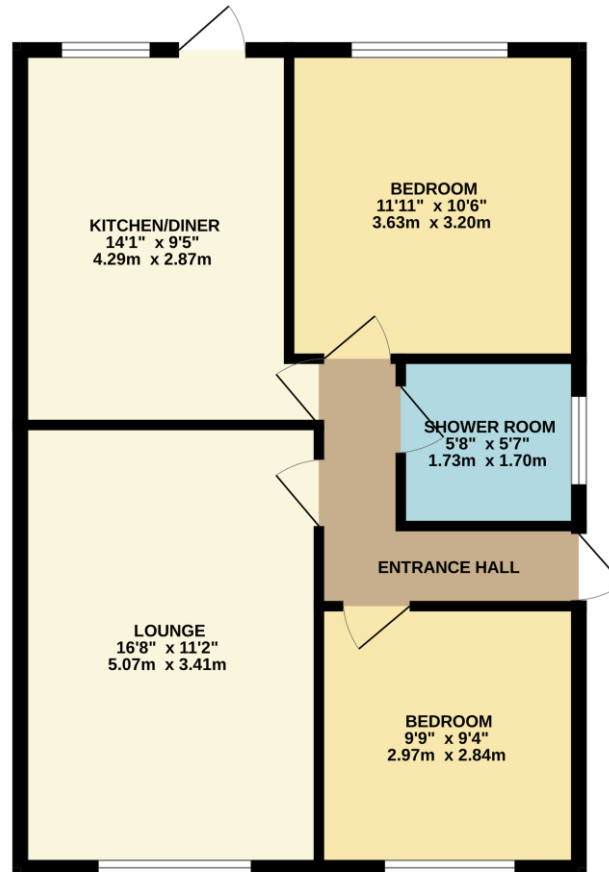 KITCHEN/DINER
14'1" x 9'5"
4.29m x 2.87m
BEDROOM
11'11" x 10'6"
3.63m x 3.20m
SHOWER ROOM
5'8" x 5'7"
1.73m x 1.70m
ENTRANCE HALL
LOUNGE
16'8" x 11'2"
5.07m x 3.41m
BEDROOM
9'9" x 9'4"
2.97m x 2.84m